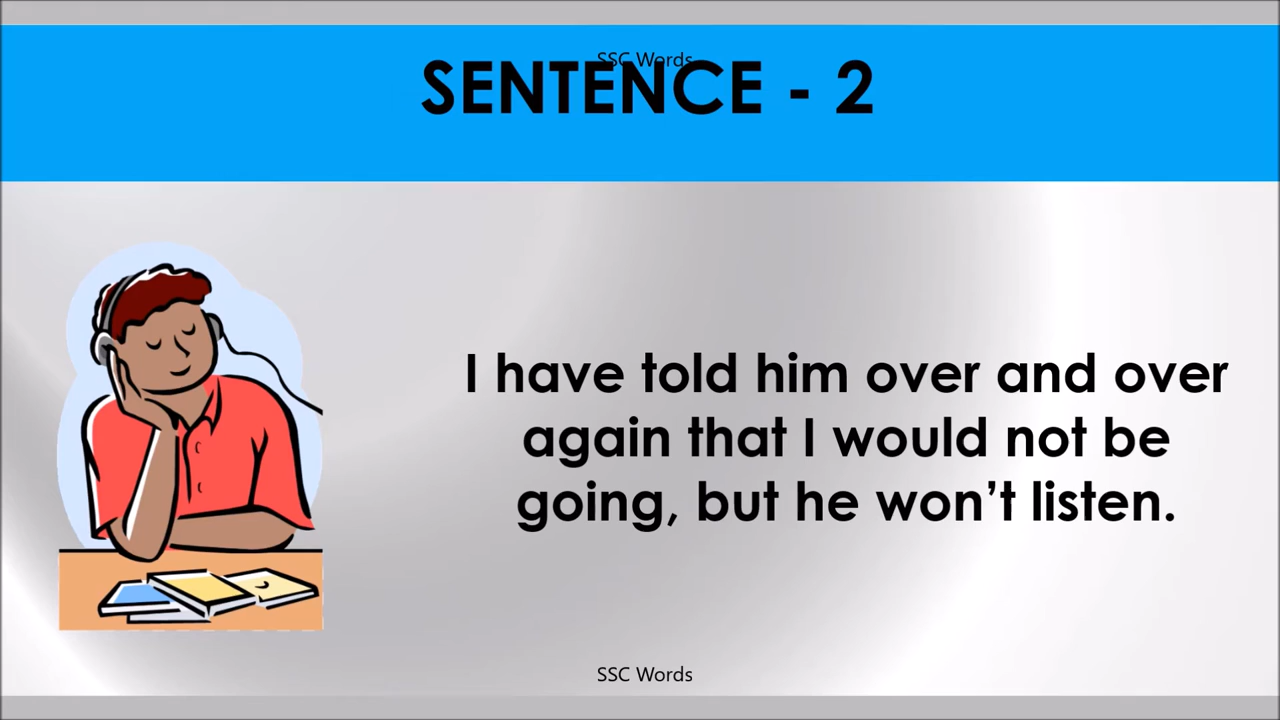 SSC Words
SENTENCE - 2
I have told him over and over
again that I would not be
going, but he won’t listen.
SSC Words